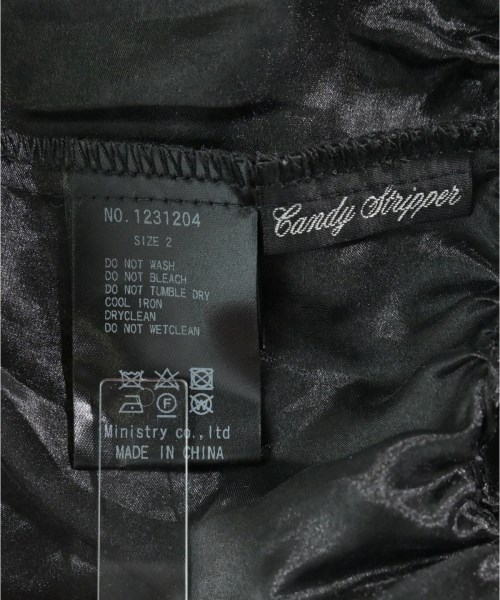 NO. 1231204
SIZE 2
DO NOT WASH
DO NOT BLEACH
DO NOT TUMBLE DRY
COOL IRON
DRYCLEAN
DO NOT WETCLEAN
F
W
Ministry co.,ltd
MADE IN CHINA
Candy Stripper